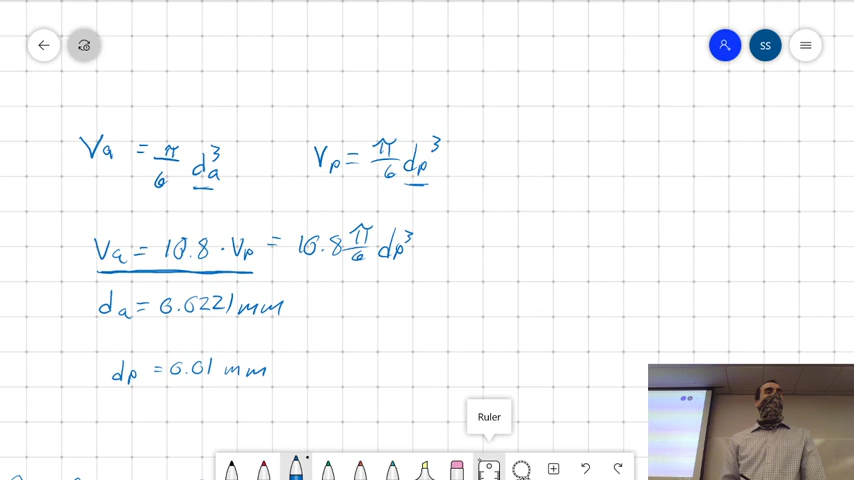 SS
Va = π/6 da³
Vp = π/6 dp³
Va = 10.8 · Vp = 10.8 π/6 dp³
da = 0.0221 mm
dp = 0.01 mm
Ruler